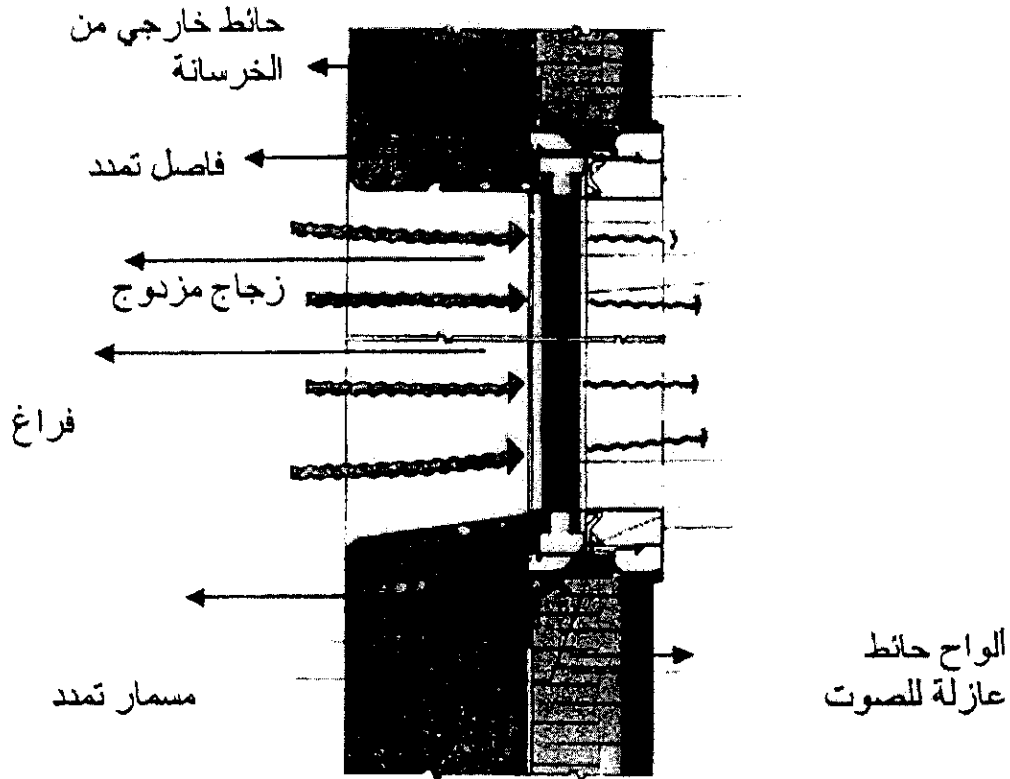 حائط خارجي من
الخرسانة
فاصل تمدد
زجاج مزدوج
فراغ
مسمار تمدد
الواح حائط
عازلة للصوت